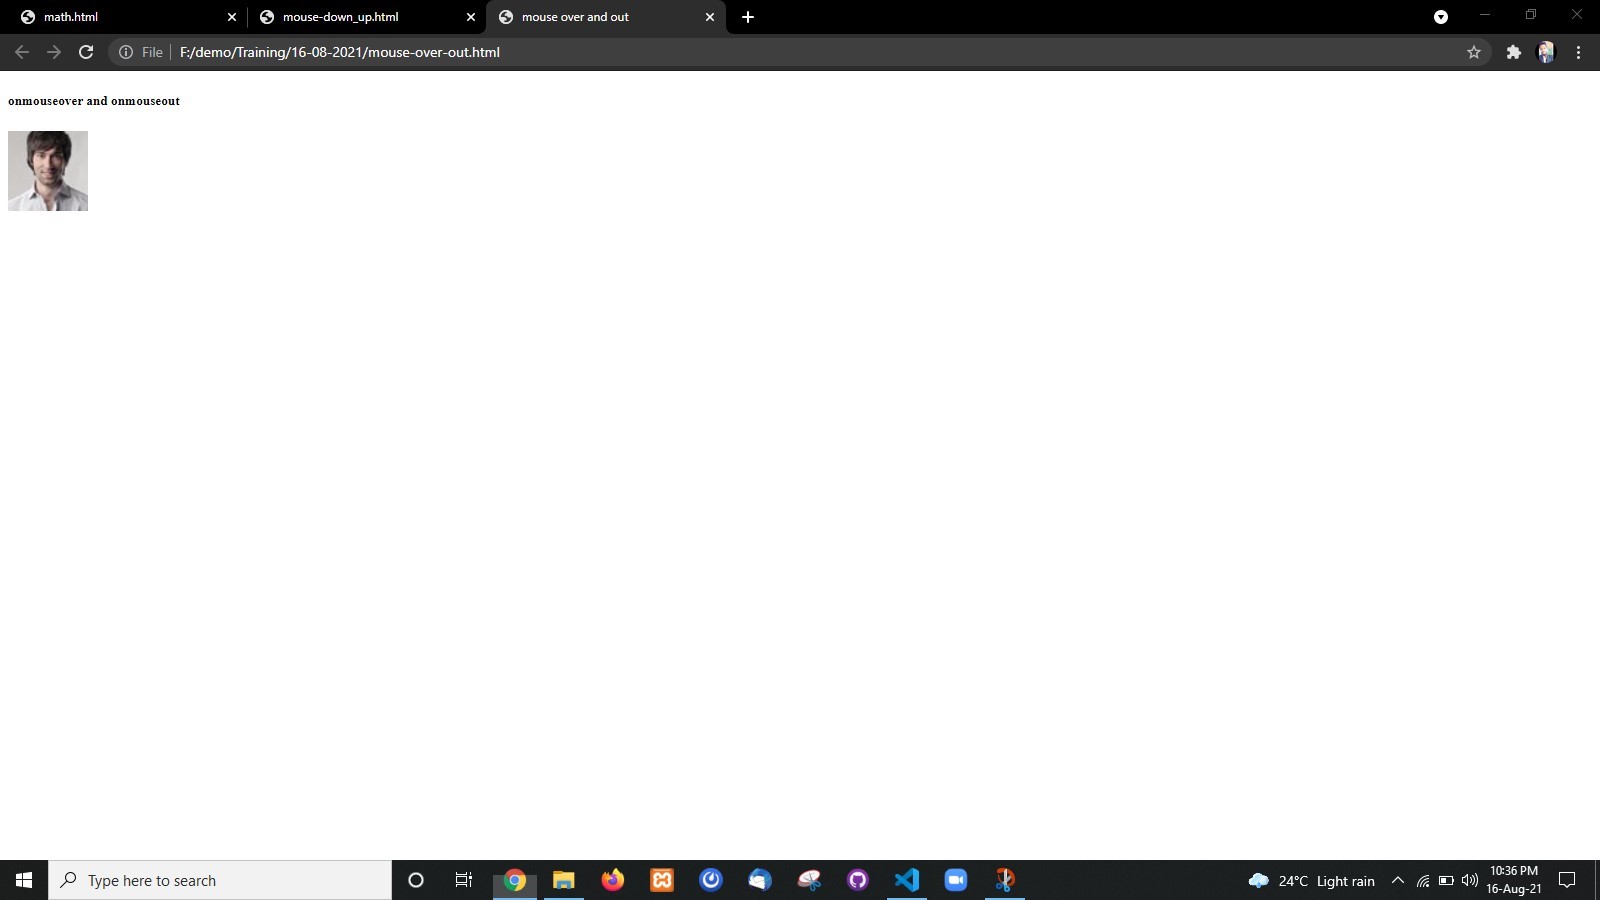 math.html
mouse-down_up.html
mouse over and out
File F:/demo/Training/16-08-2021/mouse-over-out.html
onmouseover and onmouseout
Type here to search
24°C Light rain
10:36 PM
16-Aug-21